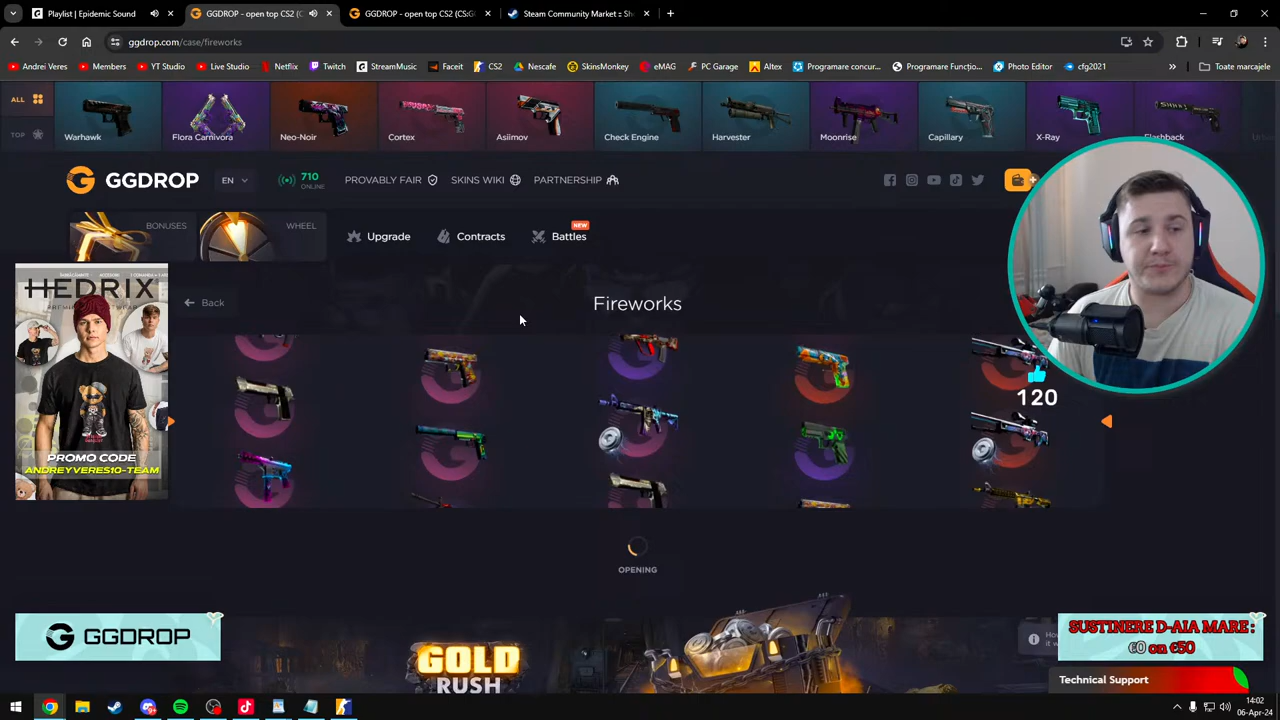 Playlist | Epidemic Sound
GGDROP - open top CS2 (C
GGDROP - open top CS2 (CS:G
Steam Community Market :: Sh
ggdrop.com/case/fireworks
Andrei Veres
Members
YT Studio
Live Studio
Netflix
Twitch
StreamMusic
Faceit
CS2
Nescafe
SkinsMonkey
eMAG
PC Garage
Altex
Programare concur...
Programare Funcțio...
Photo Editor
cfg2021
Toate marcajele
ALL
TOP
Warhawk
Flora Carnivora
Neo-Noir
Cortex
Asiimov
Check Engine
Harvester
Moonrise
Capillary
X-Ray
Flashback
GGDROP
EN
710
ONLINE
PROVABLY FAIR
SKINS WIKI
PARTNERSHIP
BONUSES
WHEEL
Upgrade
Contracts
NEW
Battles
HEDRIX
Back
Fireworks
120
PROMO CODE
ANDREYVERES10-TEAM
OPENING
GGDROP
GOLD
RUSH
SUSTINERE D-AIA MARE :
€0 on €50
Technical Support
14:02
06-Apr-24